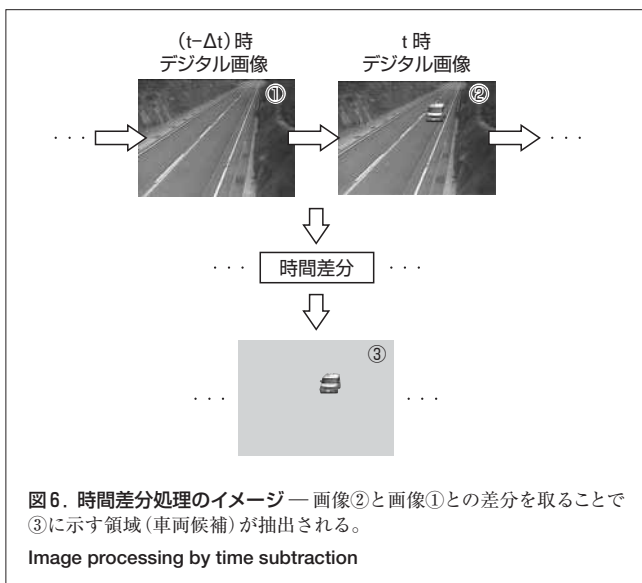 (t−Δt)時
デジタル画像
t 時
デジタル画像
①
②
・・・
・・・
・・・ 時間差分 ・・・
③
・・・
・・・
図6．時間差分処理のイメージ — 画像②と画像①との差分を取ることで
③に示す領域(車両候補)が抽出される。
Image processing by time subtraction